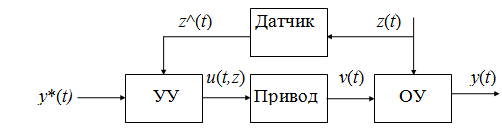 z^(t) Датчик z(t)
y*(t) УУ u(t,z) Привод v(t) ОУ y(t)